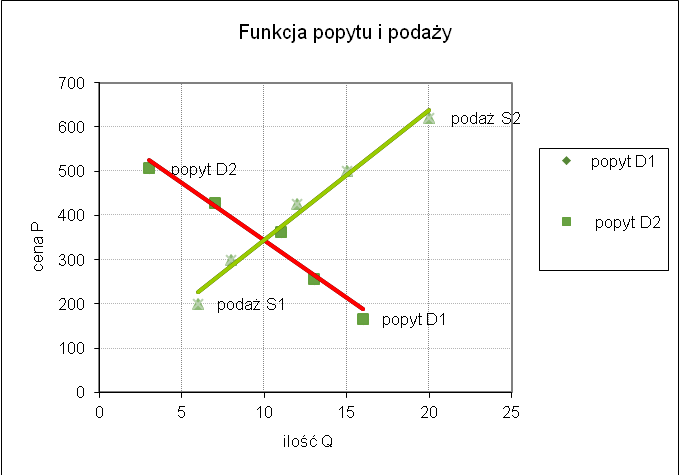 Funkcja popytu i podaży
700
600
500
400
300
200
100
0
cena P
popyt D2
podaż S2
podaż S1
popyt D1
0 5 10 15 20 25
ilość Q
popyt D1
popyt D2